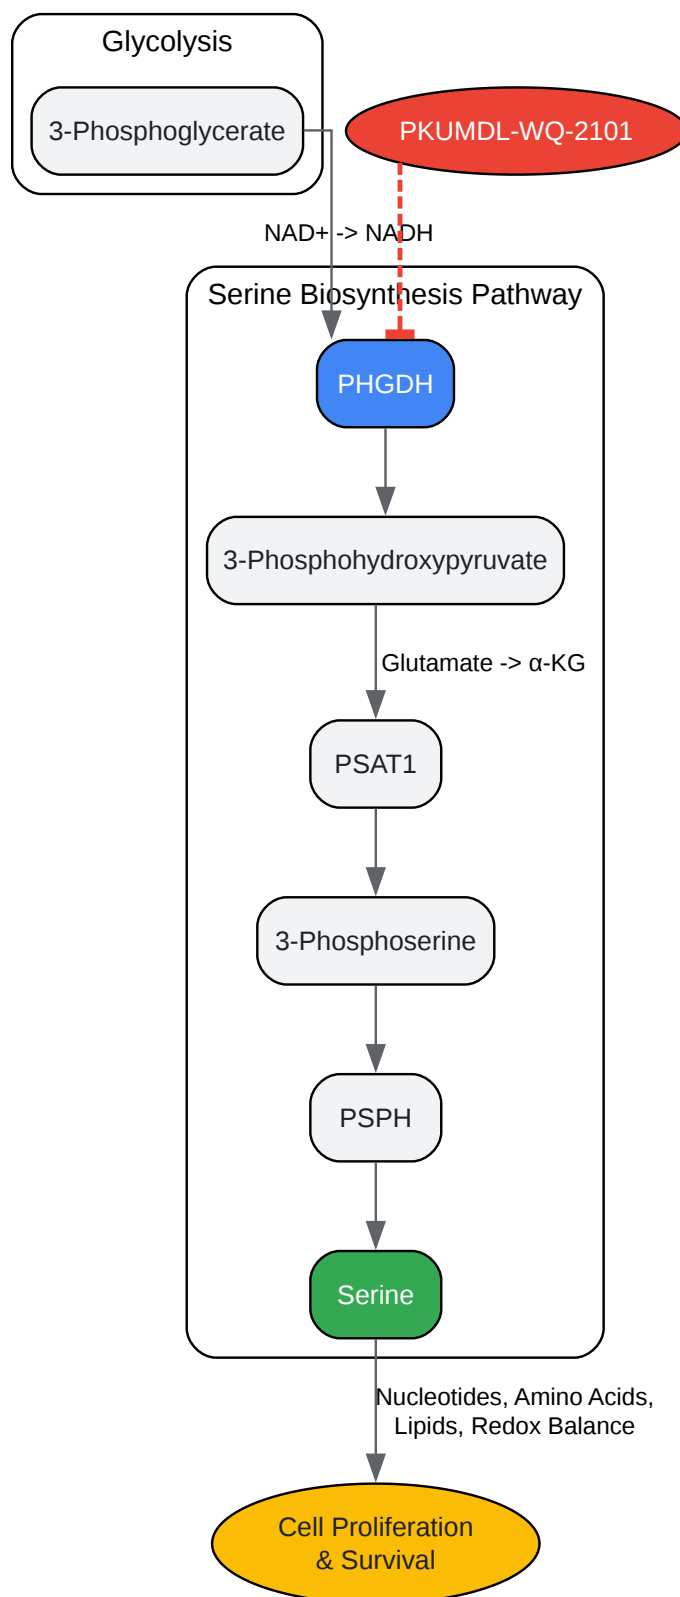 Glycolysis
3-Phosphoglycerate
PKUMDL-WQ-2101
NAD+ -> NADH
Serine Biosynthesis Pathway
PHGDH
3-Phosphohydroxypyruvate
Glutamate -> α-KG
PSAT1
3-Phosphoserine
PSPH
Serine
Nucleotides, Amino Acids,
Lipids, Redox Balance
Cell Proliferation
& Survival